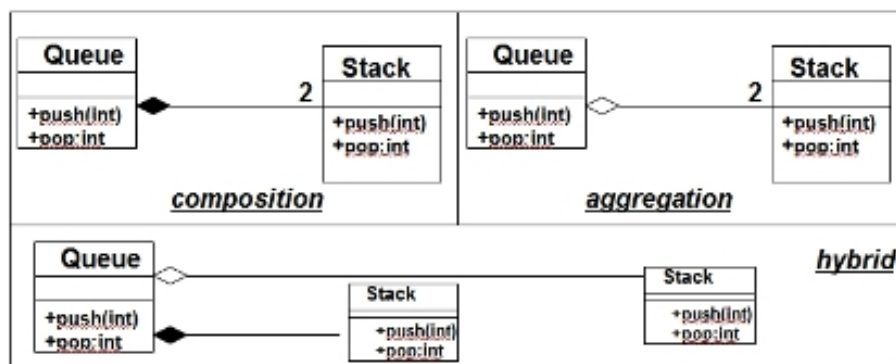 Queue
+push(int)
+pop:int
2
Stack
+push(int)
+pop:int
composition
Queue
+push(int)
+pop:int
2
Stack
+push(int)
+pop:int
aggregation
Queue
+push(int)
+pop:int
Stack
+push(int)
+pop:int
Stack
+push(int)
+pop:int
hybrid